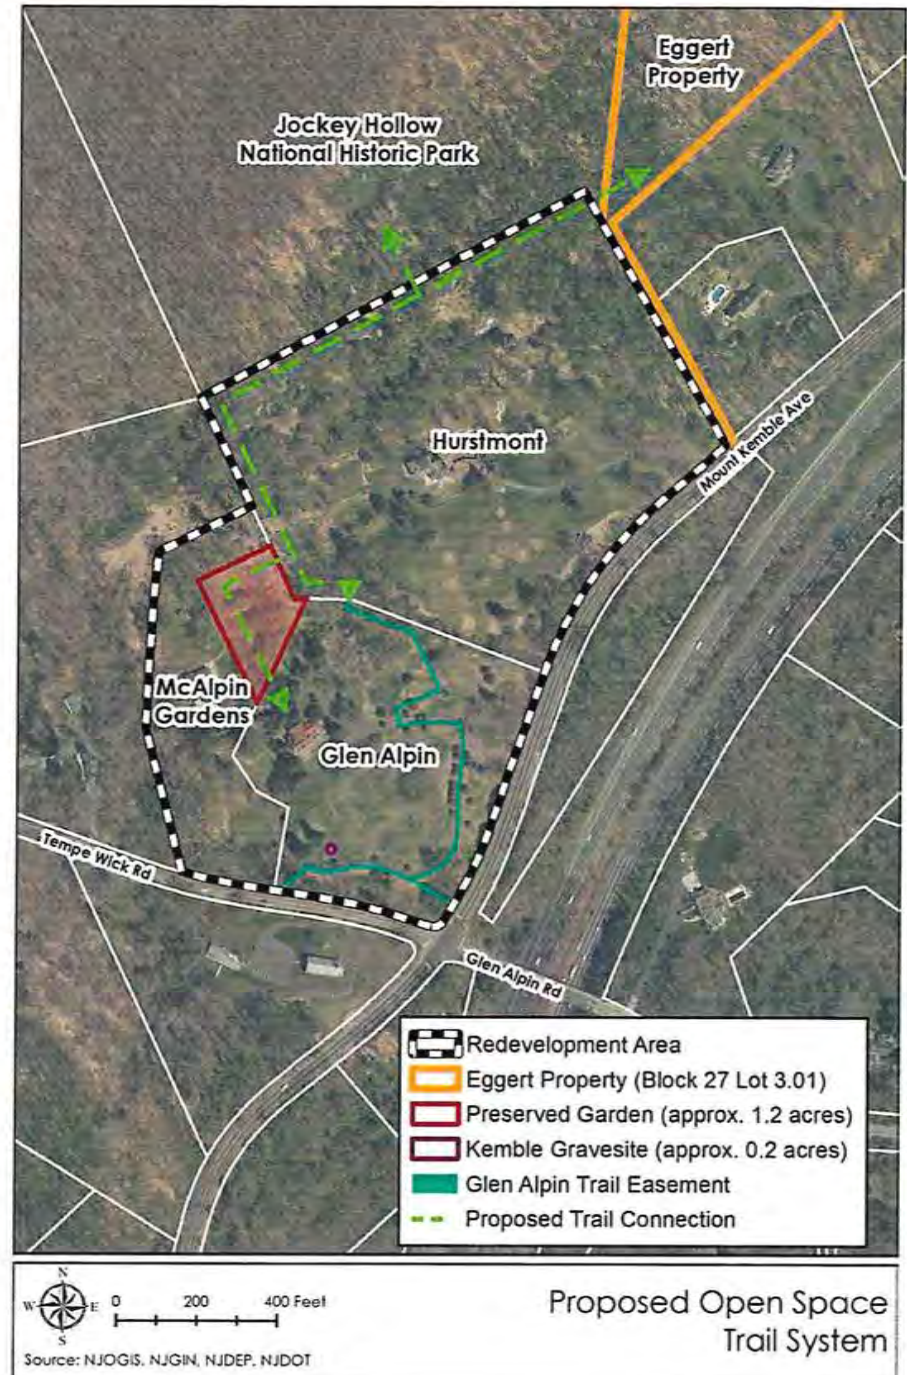 Eggert
Property
Jockey Hollow
National Historic Park
Hurstmont
Mount Kemble Ave
McAlpin
Gardens
Glen Alpin
Tempe Wick Rd
Glen Alpin Rd
Redevelopment Area
Eggert Property (Block 27 Lot 3.01)
Preserved Garden (approx. 1.2 acres)
Kemble Gravesite (approx. 0.2 acres)
Glen Alpin Trail Easement
Proposed Trail Connection
N
W E
S
0 200 400 Feet
Source: NJOGIS, NJGIN, NJDEP, NJDOT
Proposed Open Space
Trail System